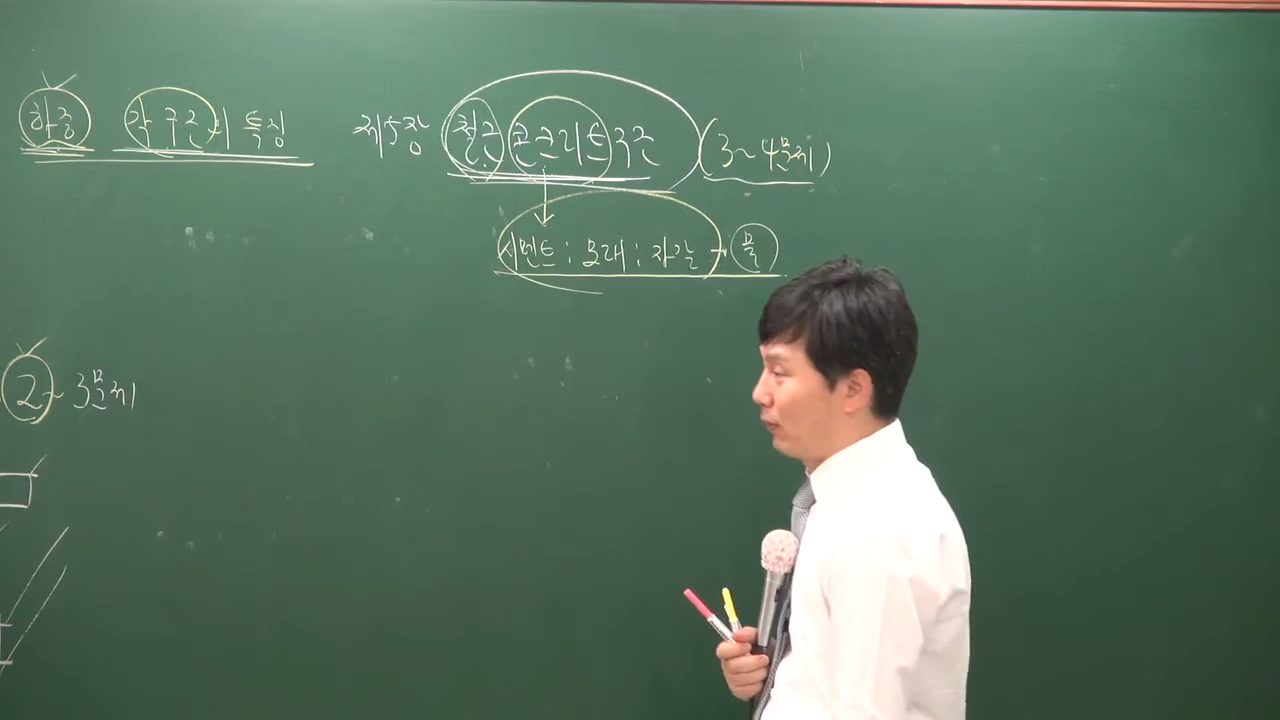 하중 각 구조의 특징 제5장 철근콘크리트구조 (3~4문제)
시멘트 : 모래 : 자갈 + 물
2~3문제